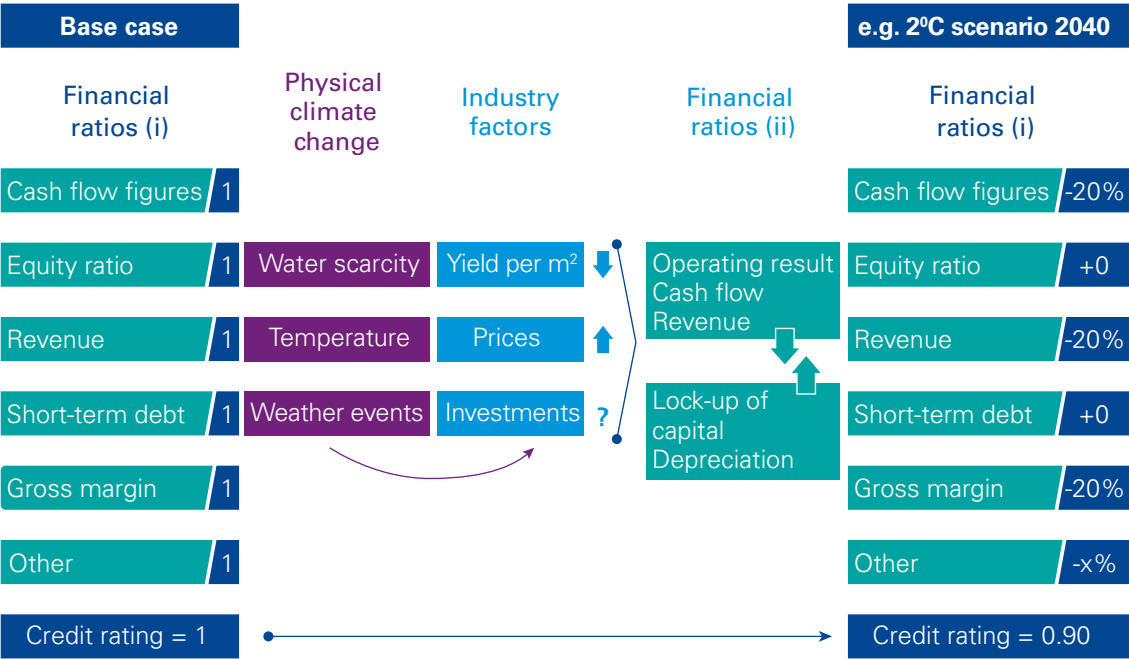 Base case
e.g. 2⁰C scenario 2040
Financial
ratios (i)
Physical
climate
change
Industry
factors
Financial
ratios (ii)
Financial
ratios (i)
Cash flow figures 1
Cash flow figures -20%
Equity ratio 1
Water scarcity
Yield per m²
Operating result
Cash flow
Revenue
Equity ratio +0
Revenue 1
Temperature
Prices
Revenue -20%
Short-term debt 1
Weather events
Investments ?
Lock-up of
capital
Depreciation
Short-term debt +0
Gross margin 1
Gross margin -20%
Other 1
Other -x%
Credit rating = 1
Credit rating = 0.90